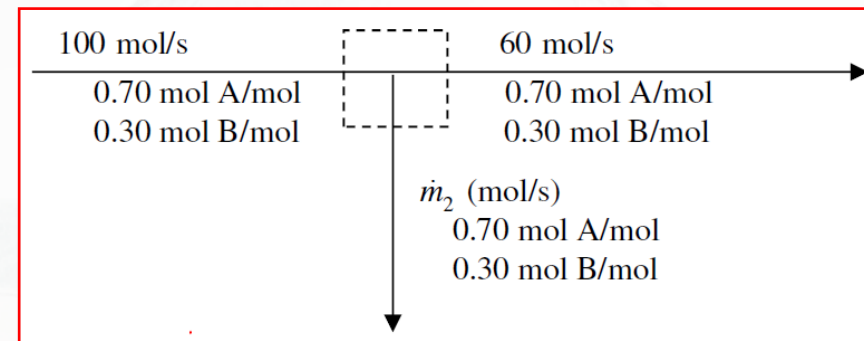 100 mol/s
0.70 mol A/mol
0.30 mol B/mol
60 mol/s
0.70 mol A/mol
0.30 mol B/mol
ṁ₂ (mol/s)
0.70 mol A/mol
0.30 mol B/mol